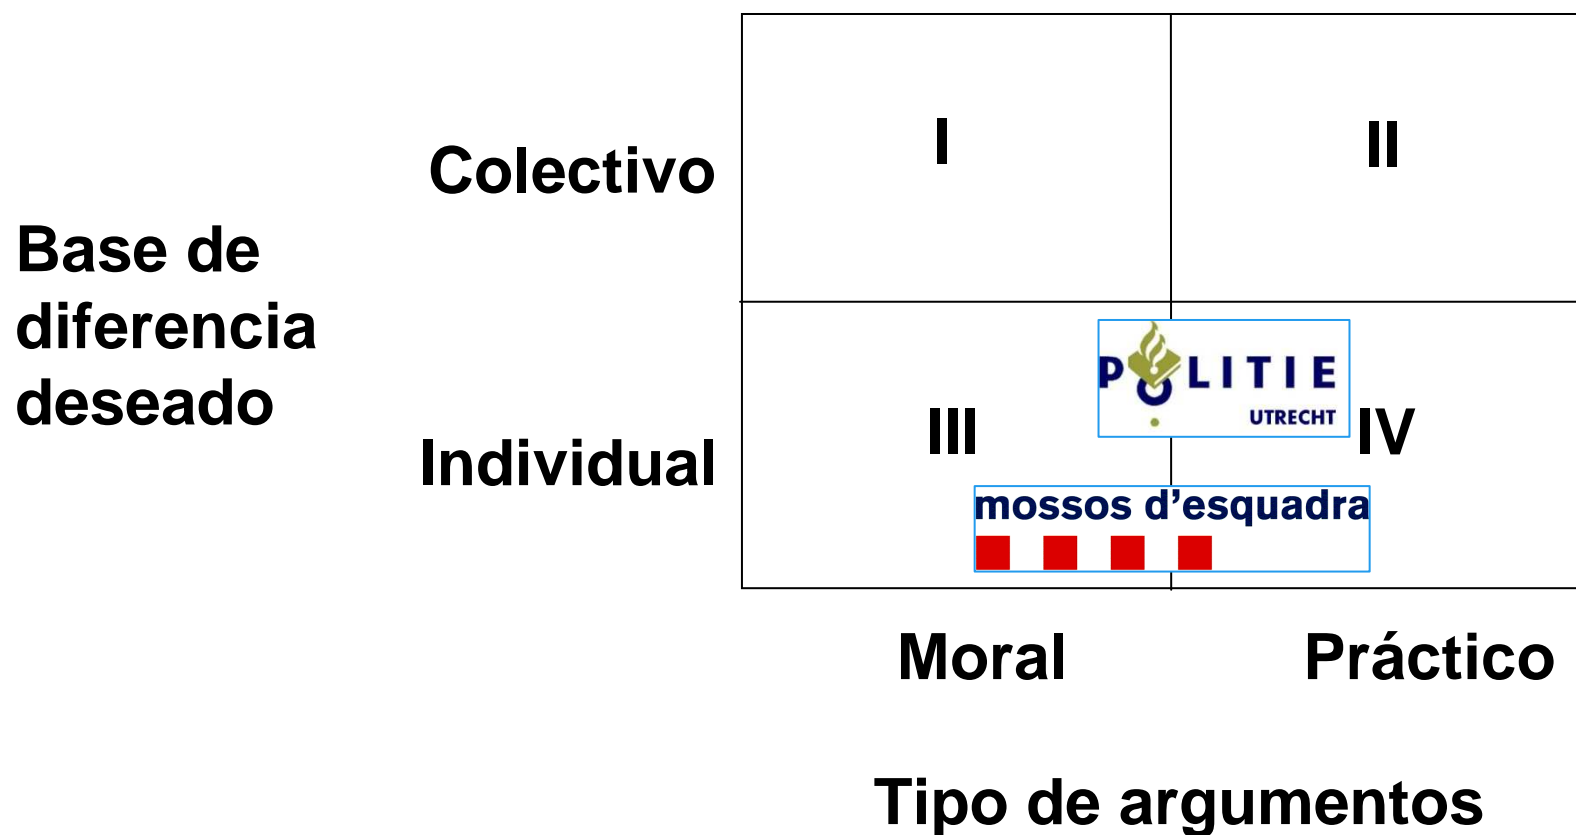 I
II
Colectivo
Base de
diferencia
deseado
POLITIE
UTRECHT
III
IV
Individual
mossos d’esquadra
Moral
Práctico
Tipo de argumentos